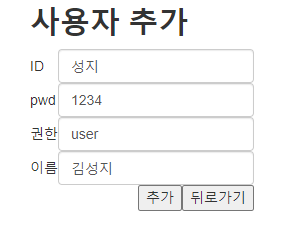 사용자 추가
ID 성지
pwd 1234
권한 user
이름 김성지
추가 뒤로가기